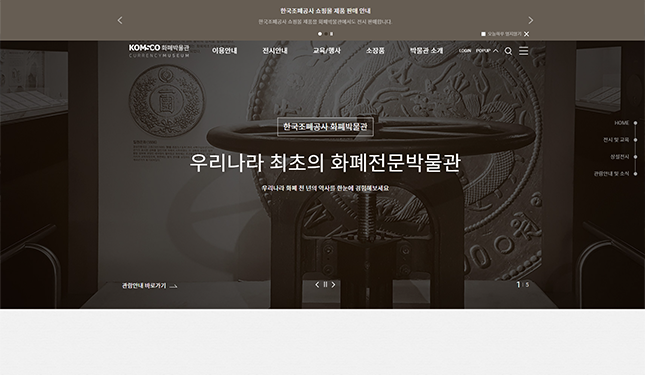 한국조폐공사 쇼핑몰 제품 판매 안내
한국조폐공사 쇼핑몰 제품을 화폐박물관에서도 전시 판매합니다.
오늘하루 열지않기
KOMSCO 화폐박물관
CURRENCY MUSEUM
이용안내 전시안내 교육/행사 소장품 박물관 소개 LOGIN POPUP
HOME
한국조폐공사 화폐박물관
전시 및 교육
우리나라 최초의 화폐전문박물관
상설전시
관람안내 및 소식
우리나라 화폐 천 년의 역사를 한눈에 경험해보세요
관람안내 바로가기
1 | 5